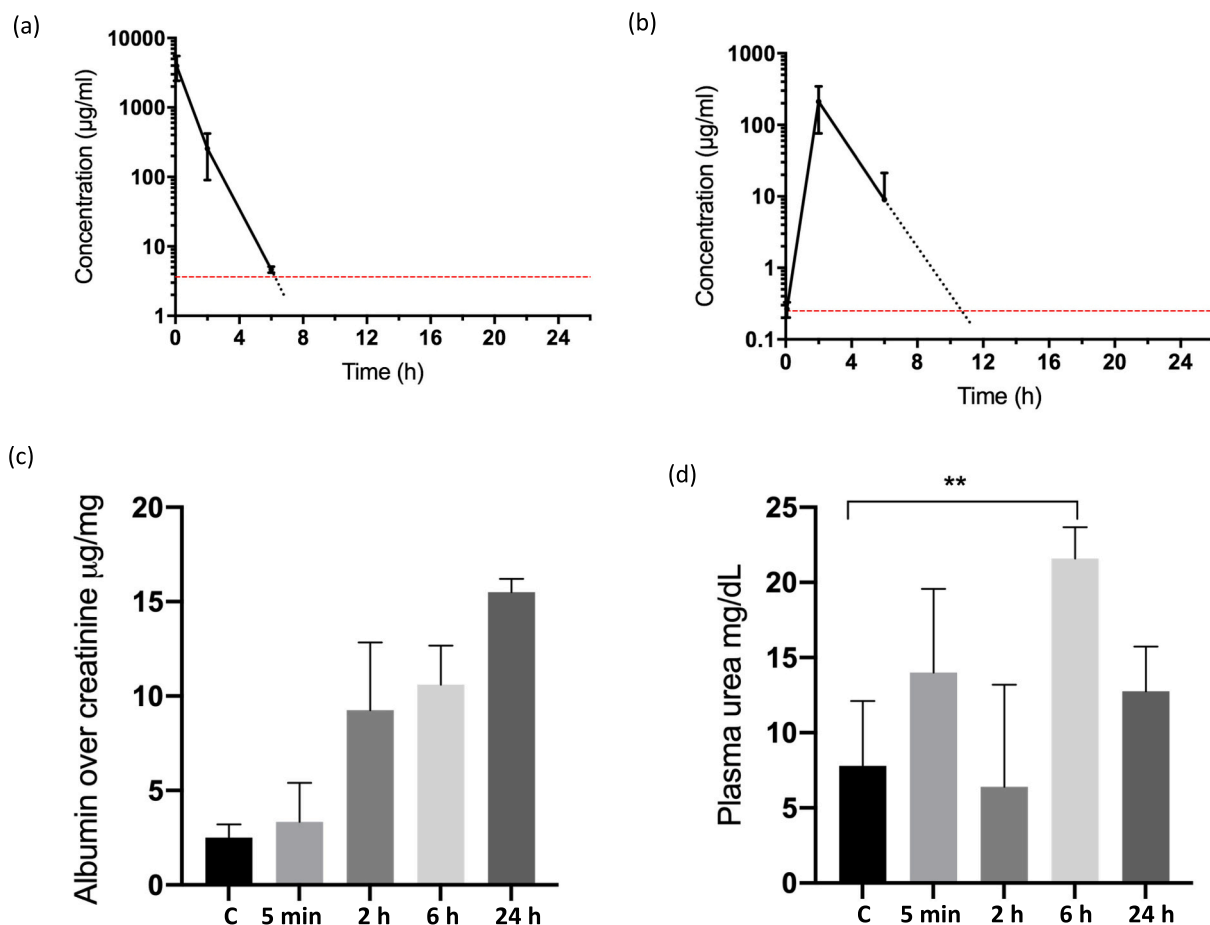 (a)
10000
1000
100
10
1
Concentration (µg/ml)
0 4 8 12 16 20 24
Time (h)
(b)
1000
100
10
1
0.1
Concentration (µg/ml)
0 4 8 12 16 20 24
Time (h)
(c)
20
15
10
5
0
Albumin over creatinine µg/mg
C 5 min 2 h 6 h 24 h
(d)
**
25
20
15
10
5
0
Plasma urea mg/dL
C 5 min 2 h 6 h 24 h